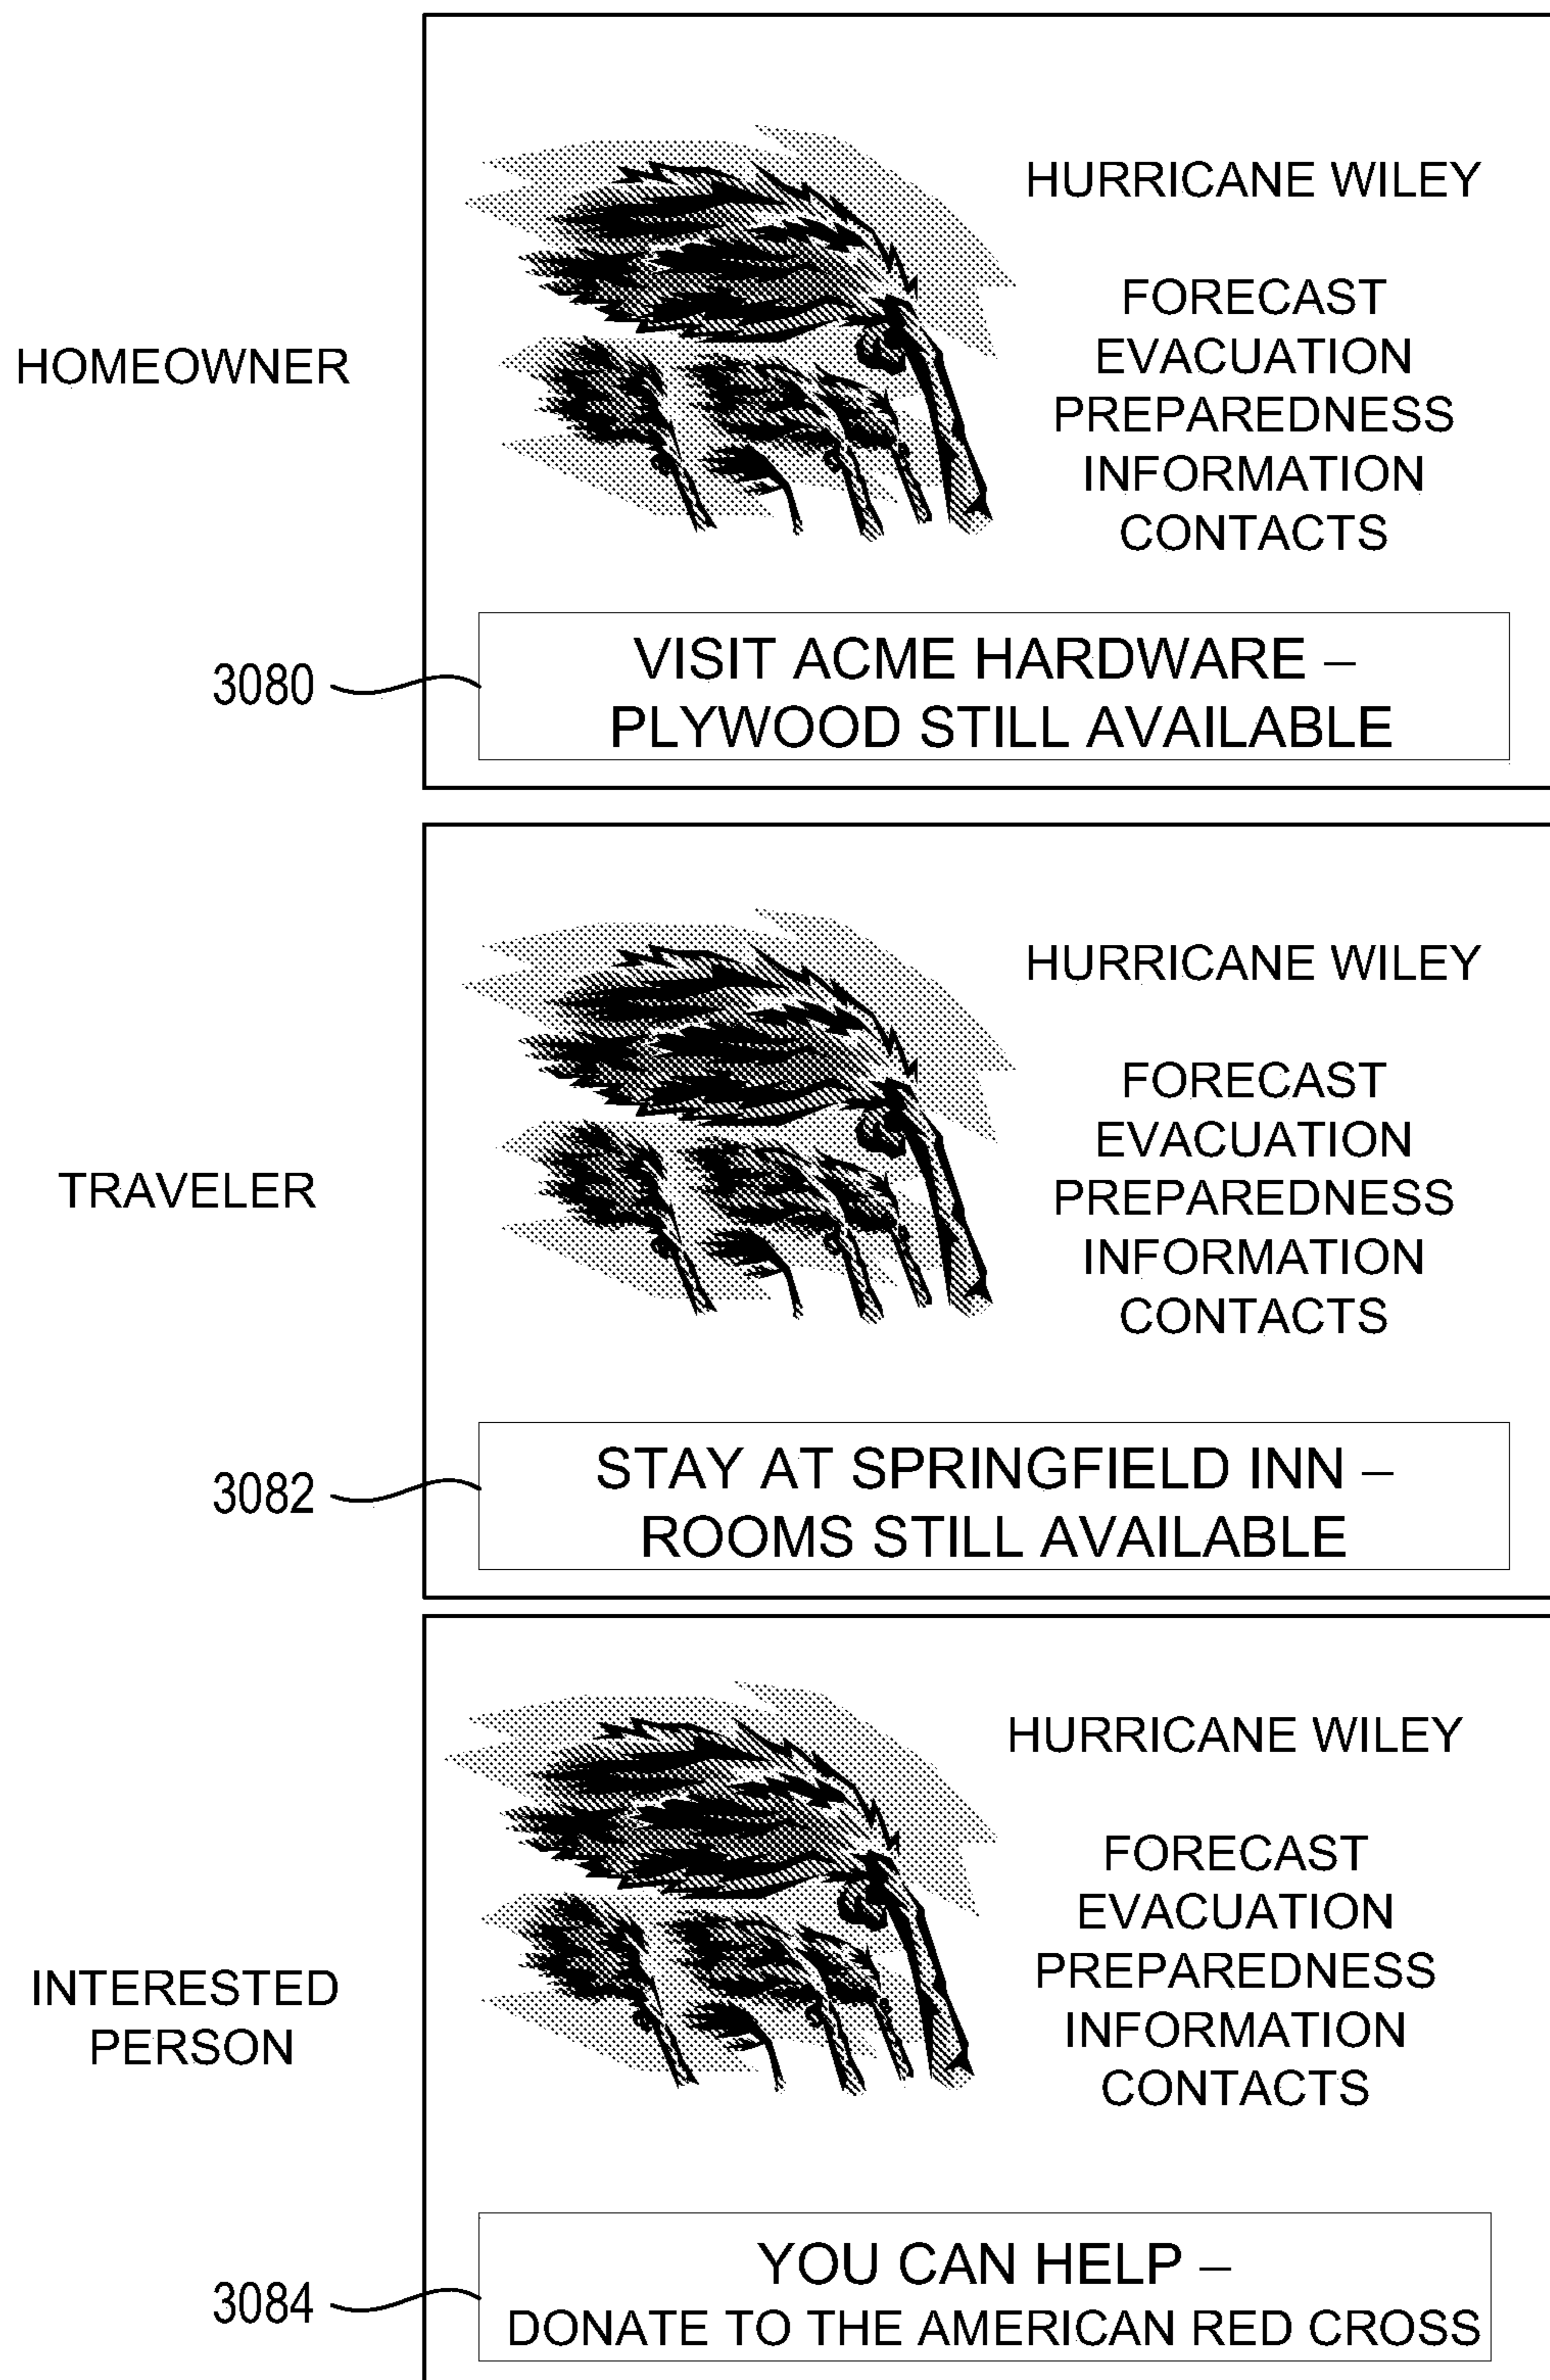 HURRICANE WILEY
FORECAST
EVACUATION
PREPAREDNESS
INFORMATION
CONTACTS
HOMEOWNER
3080
VISIT ACME HARDWARE –
PLYWOOD STILL AVAILABLE
HURRICANE WILEY
FORECAST
EVACUATION
PREPAREDNESS
INFORMATION
CONTACTS
TRAVELER
3082
STAY AT SPRINGFIELD INN –
ROOMS STILL AVAILABLE
HURRICANE WILEY
FORECAST
EVACUATION
PREPAREDNESS
INFORMATION
CONTACTS
INTERESTED
PERSON
3084
YOU CAN HELP –
DONATE TO THE AMERICAN RED CROSS